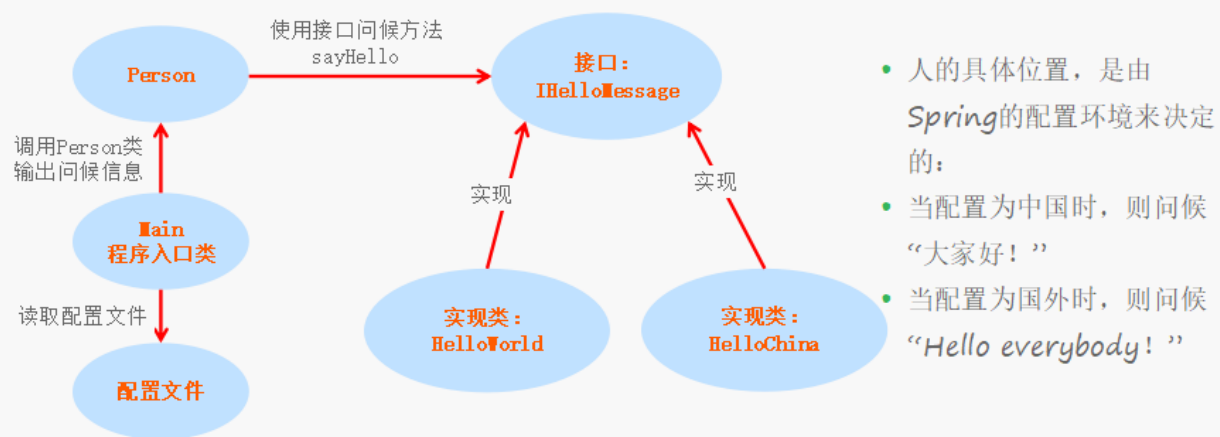 使用接口问候方法
sayHello
Person
接口：
IHelloMessage
调用Person类
输出问候信息
实现
实现
Main
程序入口类
读取配置文件
实现类：
HelloWorld
实现类：
HelloChina
配置文件
• 人的具体位置，是由
Spring的配置环境来决定
的：
• 当配置为中国时，则问候
“大家好！”
• 当配置为国外时，则问候
“Hello everybody！”